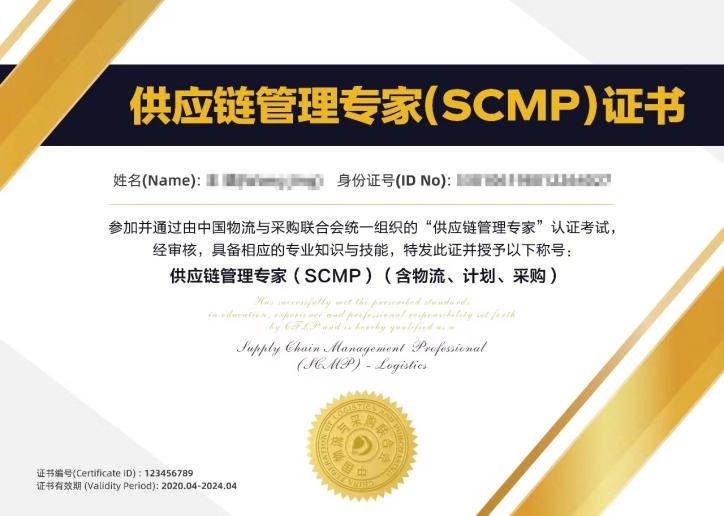 供应链管理专家(SCMP)证书
姓名(Name): 身份证号(ID No):
参加并通过由中国物流与采购联合会统一组织的“供应链管理专家”认证考试，
经审核，具备相应的专业知识与技能，特发此证并授予以下称号：
供应链管理专家（SCMP）（含物流、计划、采购）
Has successfully met the prescribed standards
in education, experience and professional responsibility set forth
by CFLP and is hereby qualified as a
Supply Chain Management Professional
(SCMP) - Logistics
CHINA FEDERATION OF LOGISTICS AND PURCHASING
中国物流与采购联合会
证书编号(Certificate ID) : 123456789
证书有效期 (Validity Period): 2020.04-2024.04